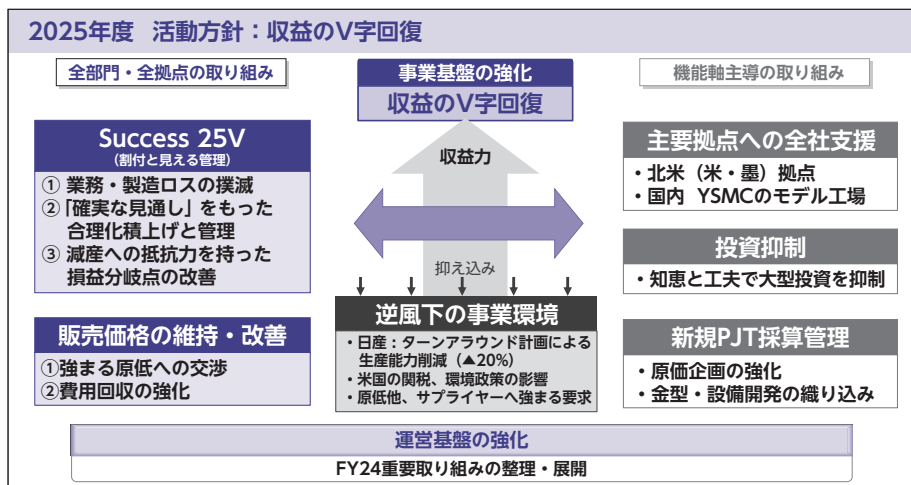 2025年度 活動方針：収益のV字回復
全部門・全拠点の取り組み
Success 25V
(割付と見える管理)
① 業務・製造ロスの撲滅
②「確実な見通し」をもった
合理化積上げと管理
③ 減産への抵抗力を持った
損益分岐点の改善
販売価格の維持・改善
①強まる原低への交渉
②費用回収の強化
事業基盤の強化
収益のV字回復
収益力
抑え込み
逆風下の事業環境
・日産：ターンアラウンド計画による
生産能力削減（▲20%）
・米国の関税、環境政策の影響
・原低他、サプライヤーへ強まる要求
機能軸主導の取り組み
主要拠点への全社支援
・北米（米・墨）拠点
・国内 YSMCのモデル工場
投資抑制
・知恵と工夫で大型投資を抑制
新規PJT採算管理
・原価企画の強化
・金型・設備開発の織り込み
運営基盤の強化
FY24重要取り組みの整理・展開